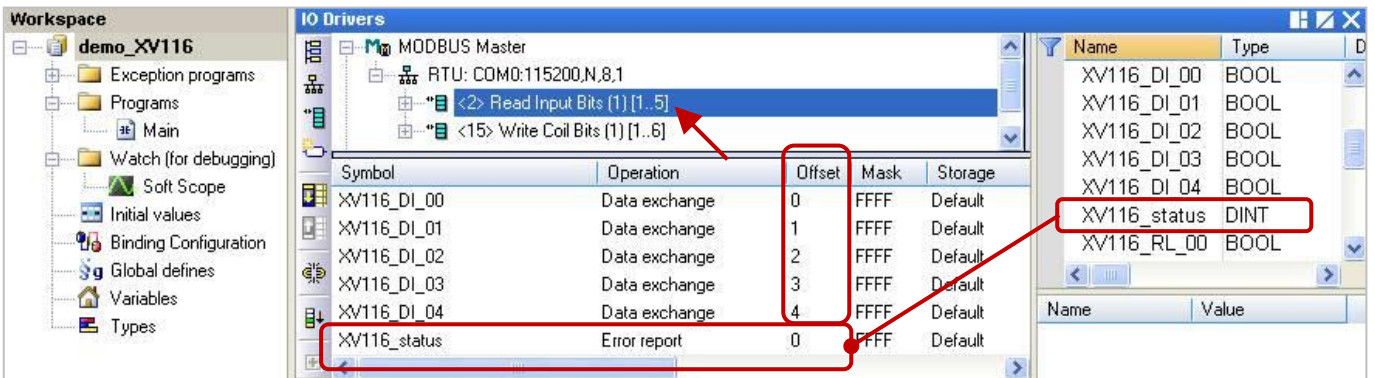 Workspace
demo_XV116
Exception programs
Programs
Main
Watch (for debugging)
Soft Scope
Initial values
Binding Configuration
Global defines
Variables
Types
IO Drivers
MODBUS Master
RTU: COM0:115200,N,8,1
<2> Read Input Bits (1) [1..5]
<15> Write Coil Bits (1) [1..6]
Symbol Operation Offset Mask Storage
XV116_DI_00 Data exchange 0 FFFF Default
XV116_DI_01 Data exchange 1 FFFF Default
XV116_DI_02 Data exchange 2 FFFF Default
XV116_DI_03 Data exchange 3 FFFF Default
XV116_DI_04 Data exchange 4 FFFF Default
XV116_status Error report 0 FFFF Default
Name Type D
XV116_DI_00 BOOL
XV116_DI_01 BOOL
XV116_DI_02 BOOL
XV116_DI_03 BOOL
XV116_DI_04 BOOL
XV116_status DINT
XV116_RL_00 BOOL
Name Value